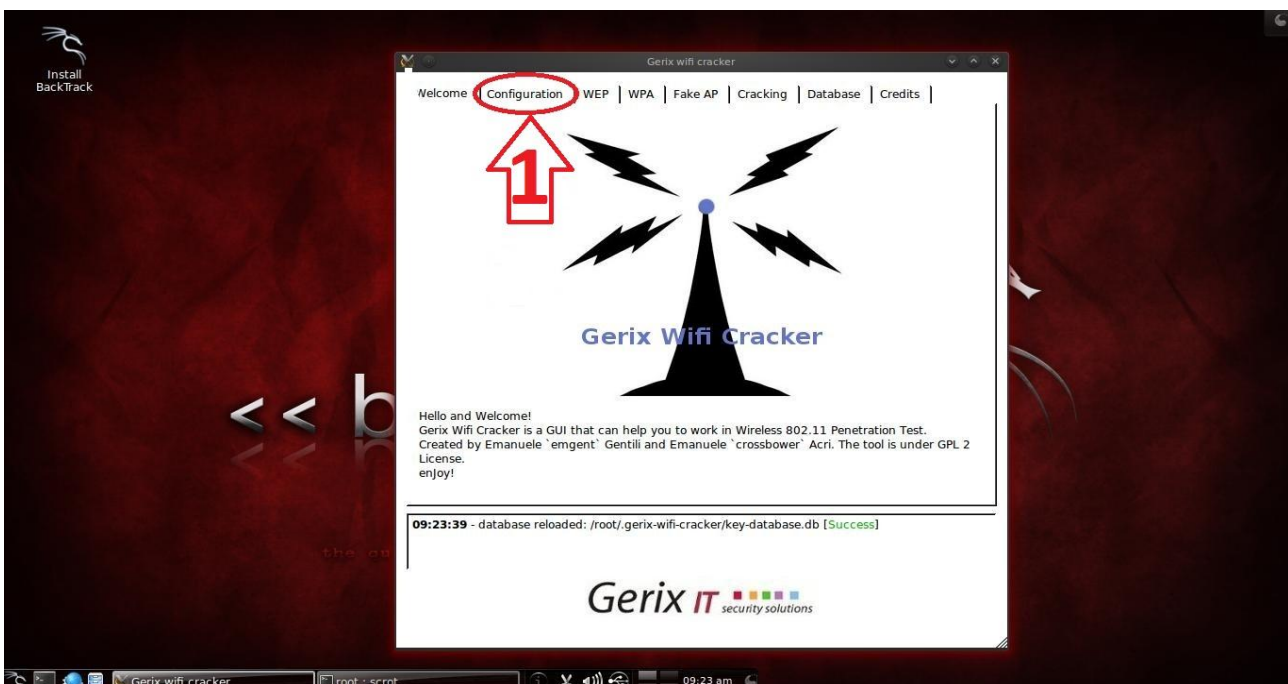 Install
BackTrack
Gerix wifi cracker
Welcome
Configuration
WEP
WPA
Fake AP
Cracking
Database
Credits
1
Gerix Wifi Cracker
<< b
Hello and Welcome!
Gerix Wifi Cracker is a GUI that can help you to work in Wireless 802.11 Penetration Test.
Created by Emanuele `emgent` Gentili and Emanuele `crossbower` Acri. The tool is under GPL 2
License.
enJoy!
09:23:39 - database reloaded: /root/.gerix-wifi-cracker/key-database.db [Success]
the qu
Gerix IT security solutions
Gerix wifi cracker
root : scrot
09:23 am